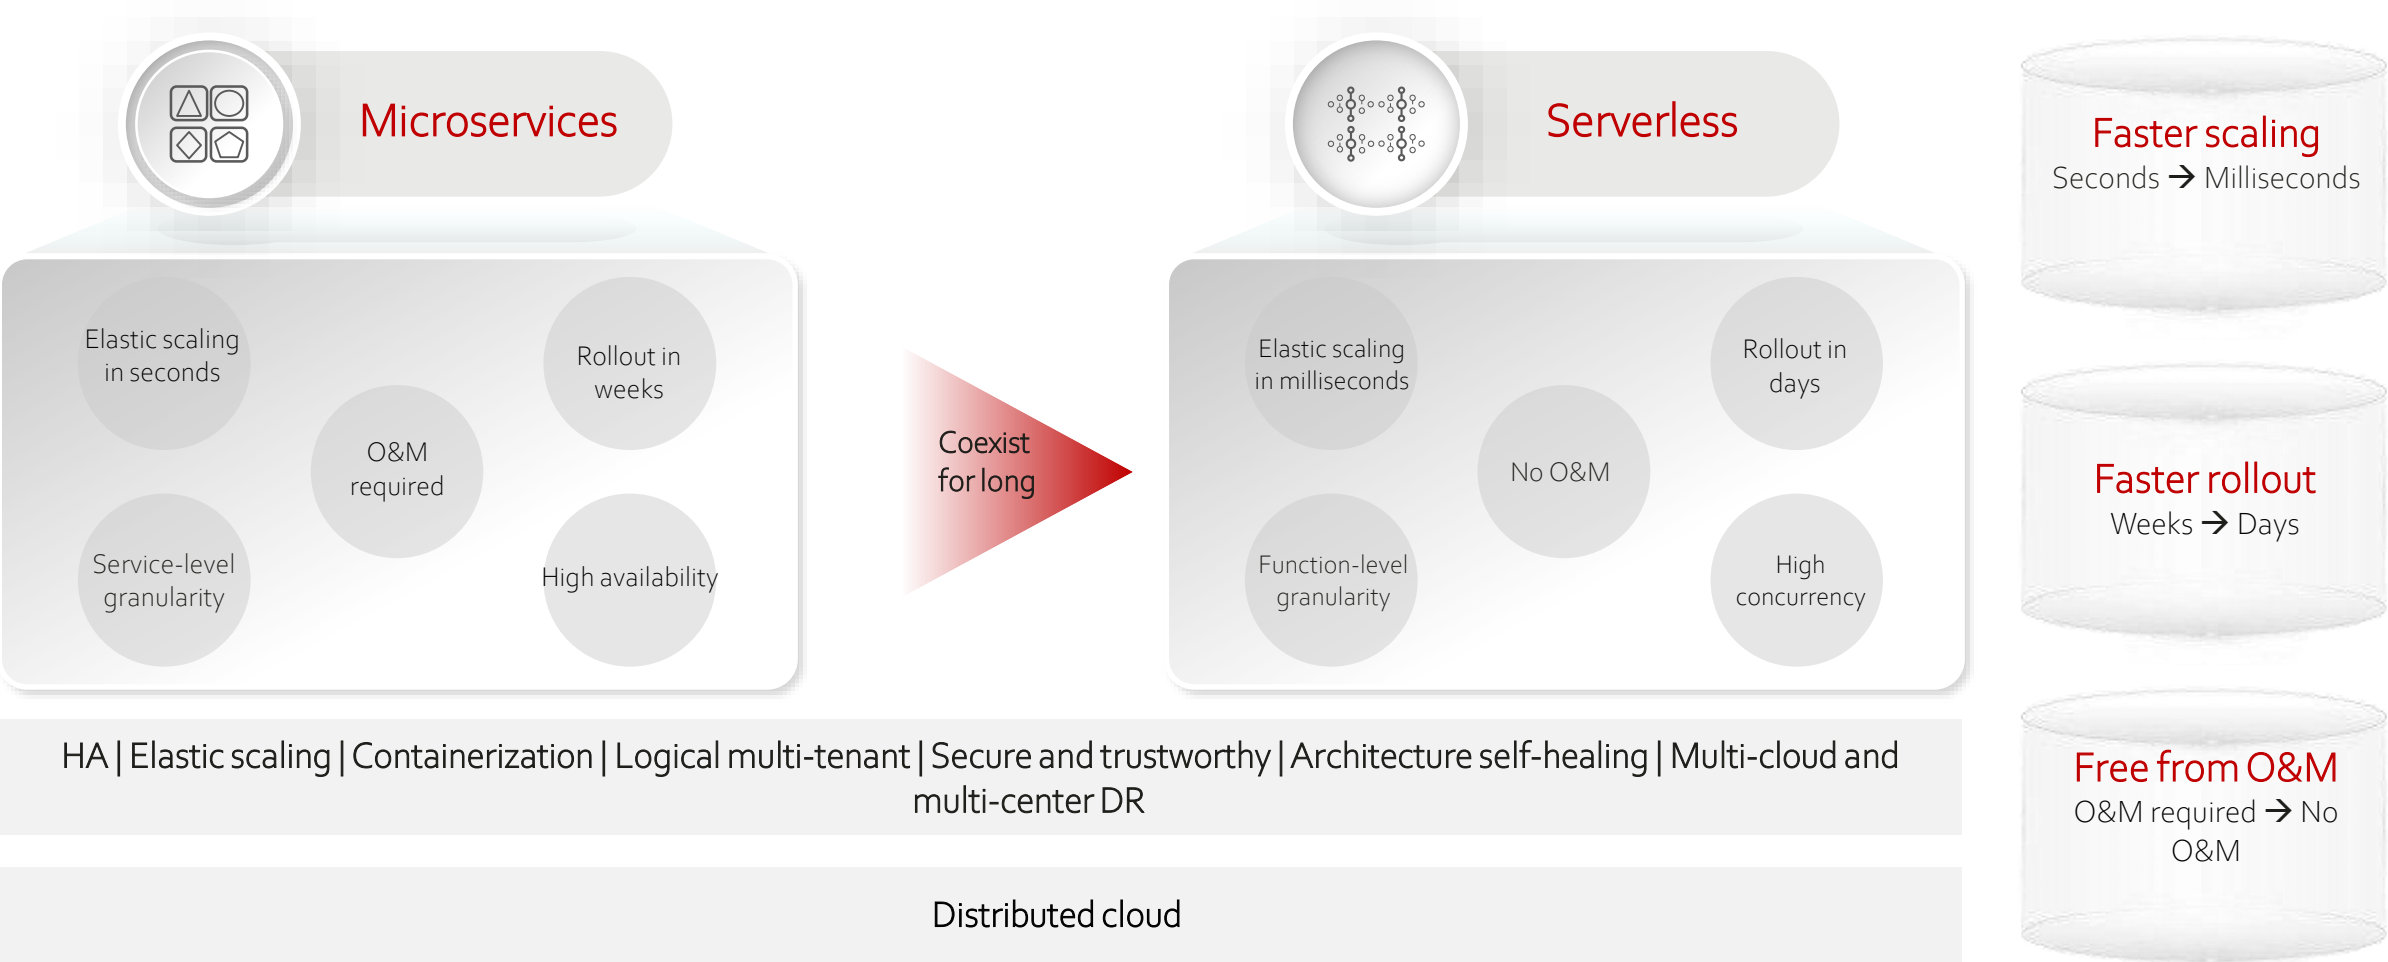 Microservices
Elastic scaling
in seconds
Rollout in
weeks
O&M
required
Service-level
granularity
High availability
Coexist
for long
Serverless
Elastic scaling
in milliseconds
Rollout in
days
No O&M
Function-level
granularity
High
concurrency
Faster scaling
Seconds → Milliseconds
Faster rollout
Weeks → Days
Free from O&M
O&M required → No
O&M
HA | Elastic scaling | Containerization | Logical multi-tenant | Secure and trustworthy | Architecture self-healing | Multi-cloud and
multi-center DR
Distributed cloud